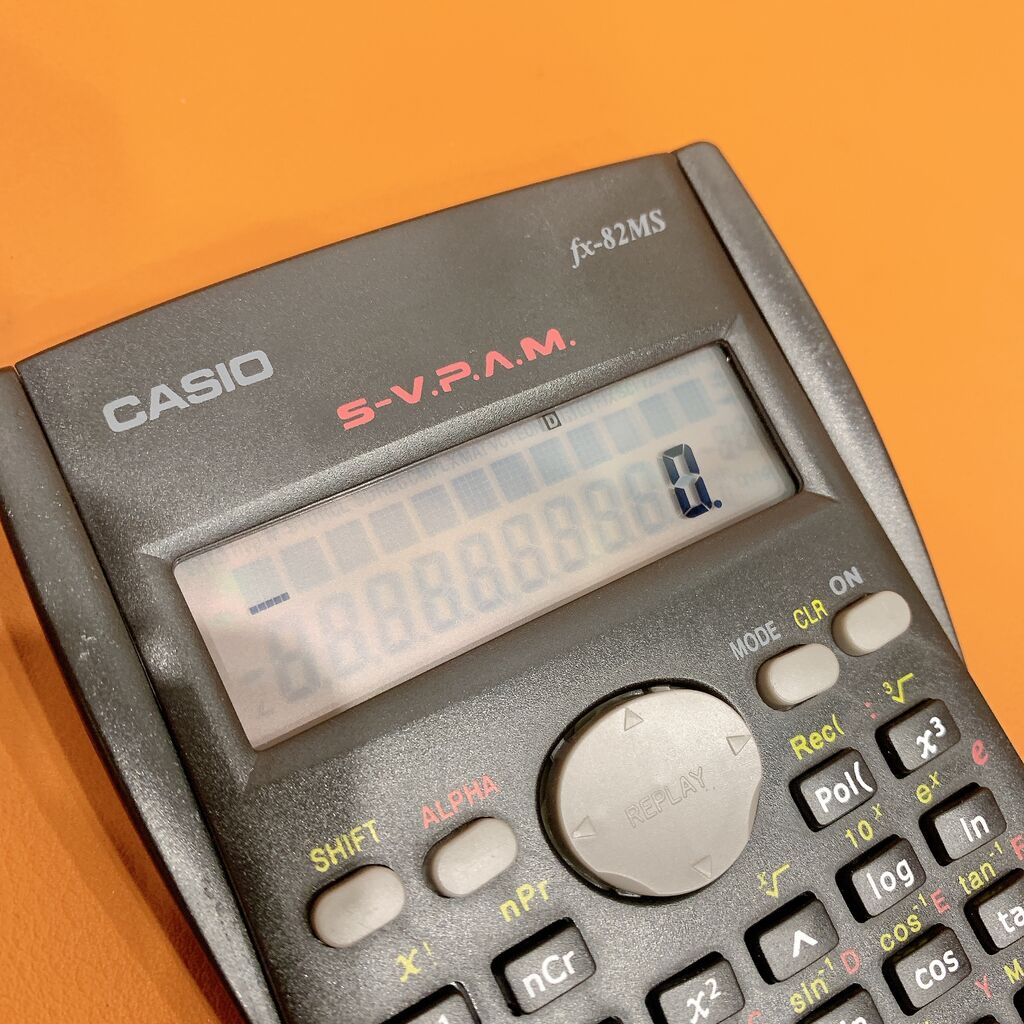 fx-82MS
CASIO
S-V.P.A.M.
D
0.
MODE CLR ON
SHIFT ALPHA
REPLAY
Rec( : ³√
Pol( x³
nPr ˣ√ 10ˣ eˣ e
x! nCr ^ log ln
sin⁻¹ D cos⁻¹ E tan⁻¹ F
x² cos
Y M